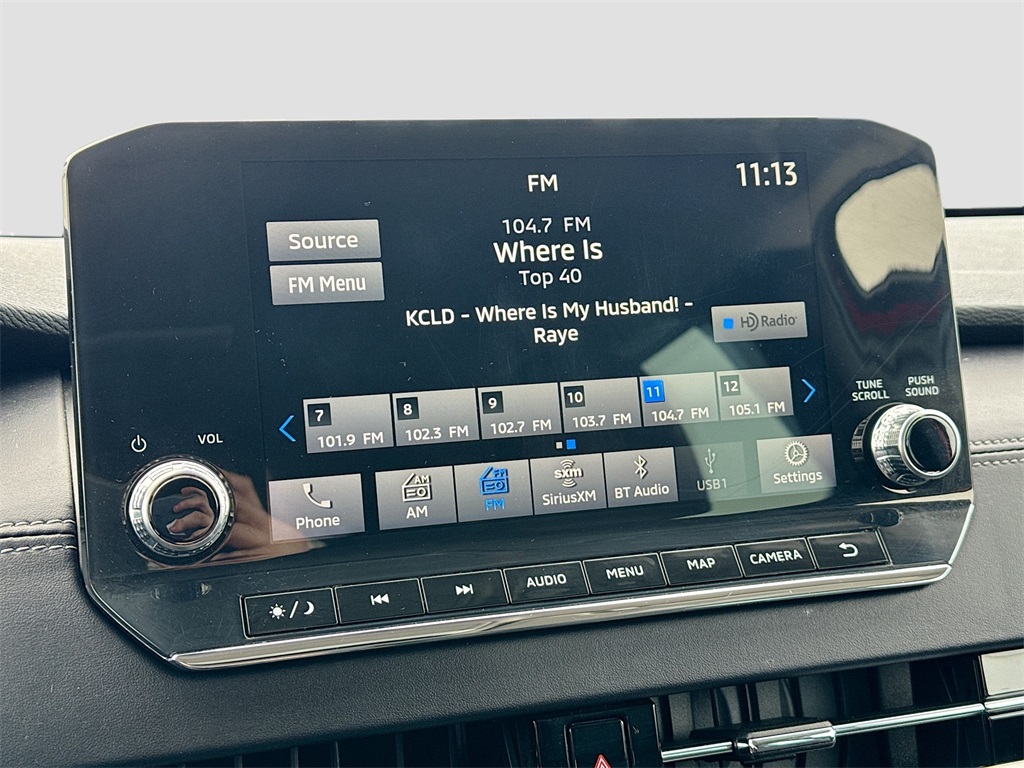 FM
11:13
104.7 FM
Where Is
Top 40
KCLD - Where Is My Husband! -
Raye
Source
FM Menu
HD Radio
7
101.9 FM
8
102.3 FM
9
102.7 FM
10
103.7 FM
11
104.7 FM
12
105.1 FM
TUNE
SCROLL
PUSH
SOUND
VOL
Phone
AM
AM
FM
FM
sxm
SiriusXM
BT Audio
USB1
Settings
AUDIO
MENU
MAP
CAMERA